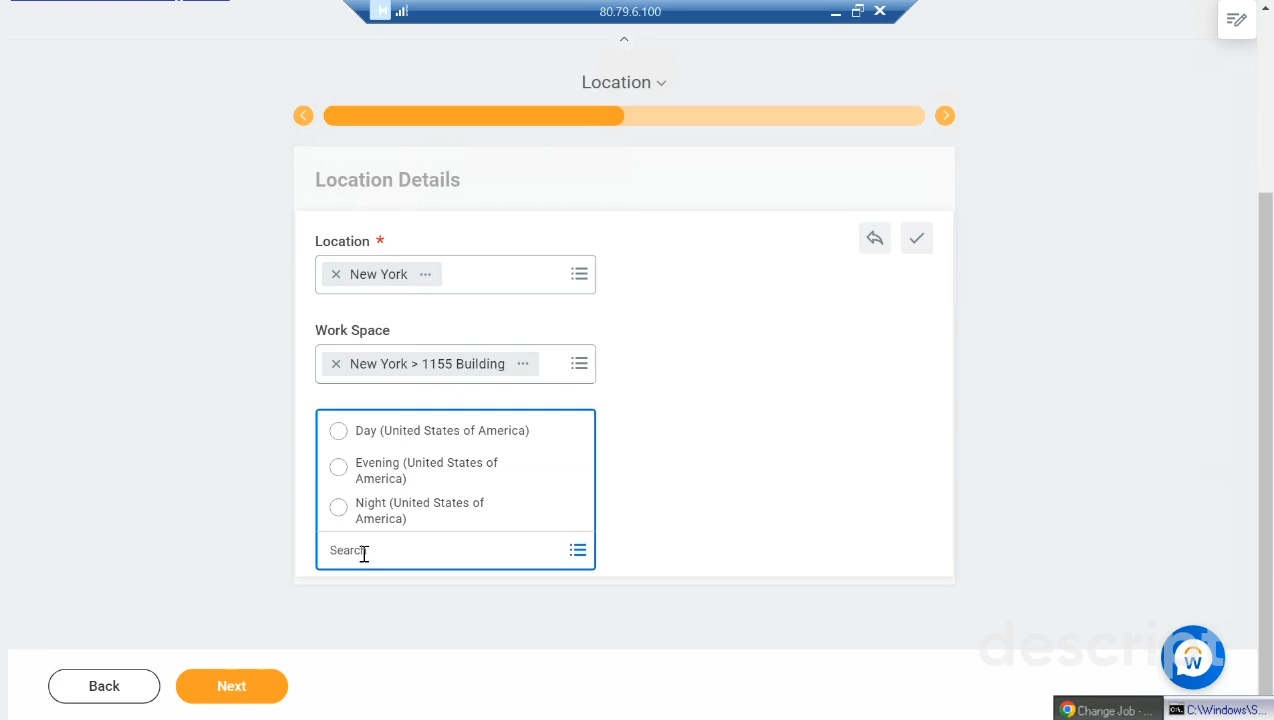 80.79.6.100
Location
Location Details
Location *
New York
Work Space
New York > 1155 Building
Day (United States of America)
Evening (United States of
America)
Night (United States of
America)
Search
Back
Next
descript
W
Change Job - ...
C:\Windows\S...